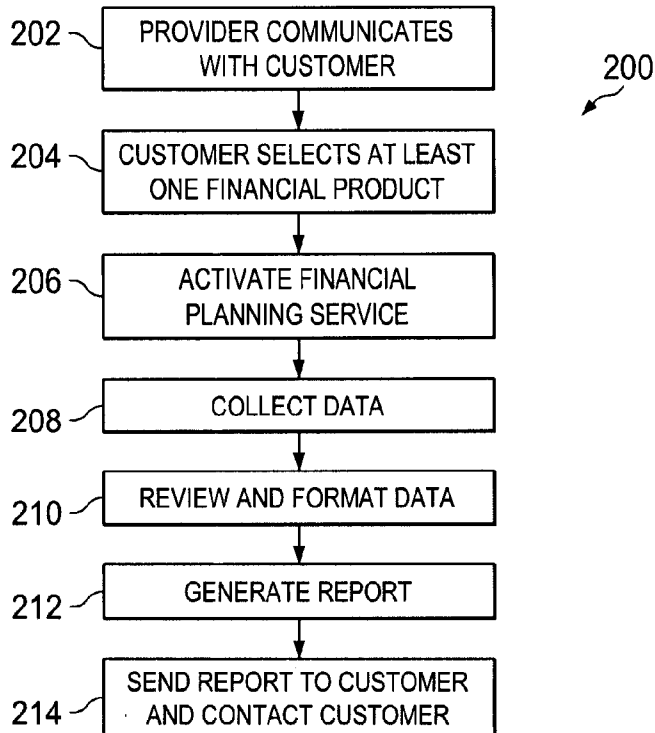 202 PROVIDER COMMUNICATES
WITH CUSTOMER
200
204 CUSTOMER SELECTS AT LEAST
ONE FINANCIAL PRODUCT
206 ACTIVATE FINANCIAL
PLANNING SERVICE
208 COLLECT DATA
210 REVIEW AND FORMAT DATA
212 GENERATE REPORT
214 SEND REPORT TO CUSTOMER
AND CONTACT CUSTOMER